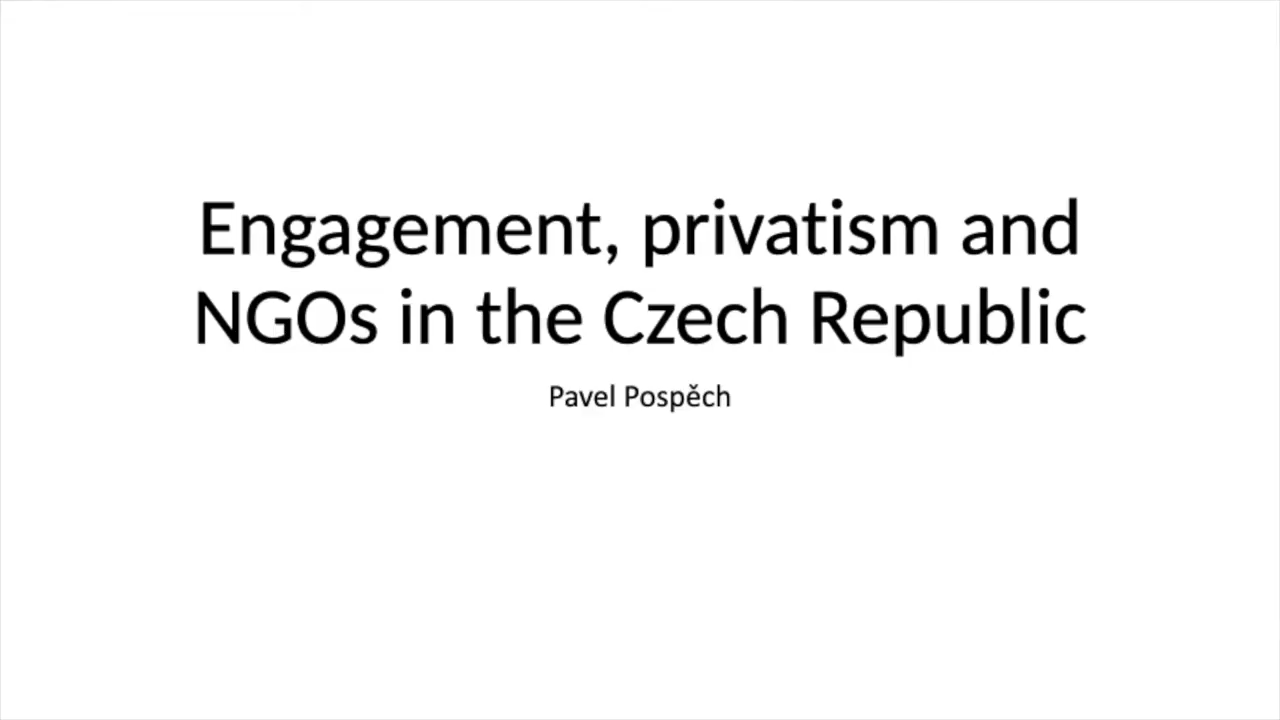 Engagement, privatism and
NGOs in the Czech Republic
Pavel Pospěch